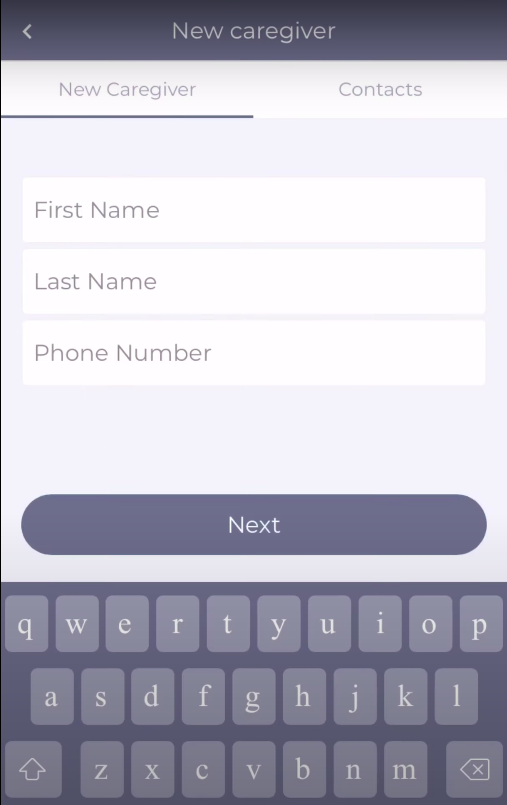 New caregiver
New Caregiver Contacts
First Name
Last Name
Phone Number
Next
q w e r t y u i o p
a s d f g h j k l
z x c v b n m